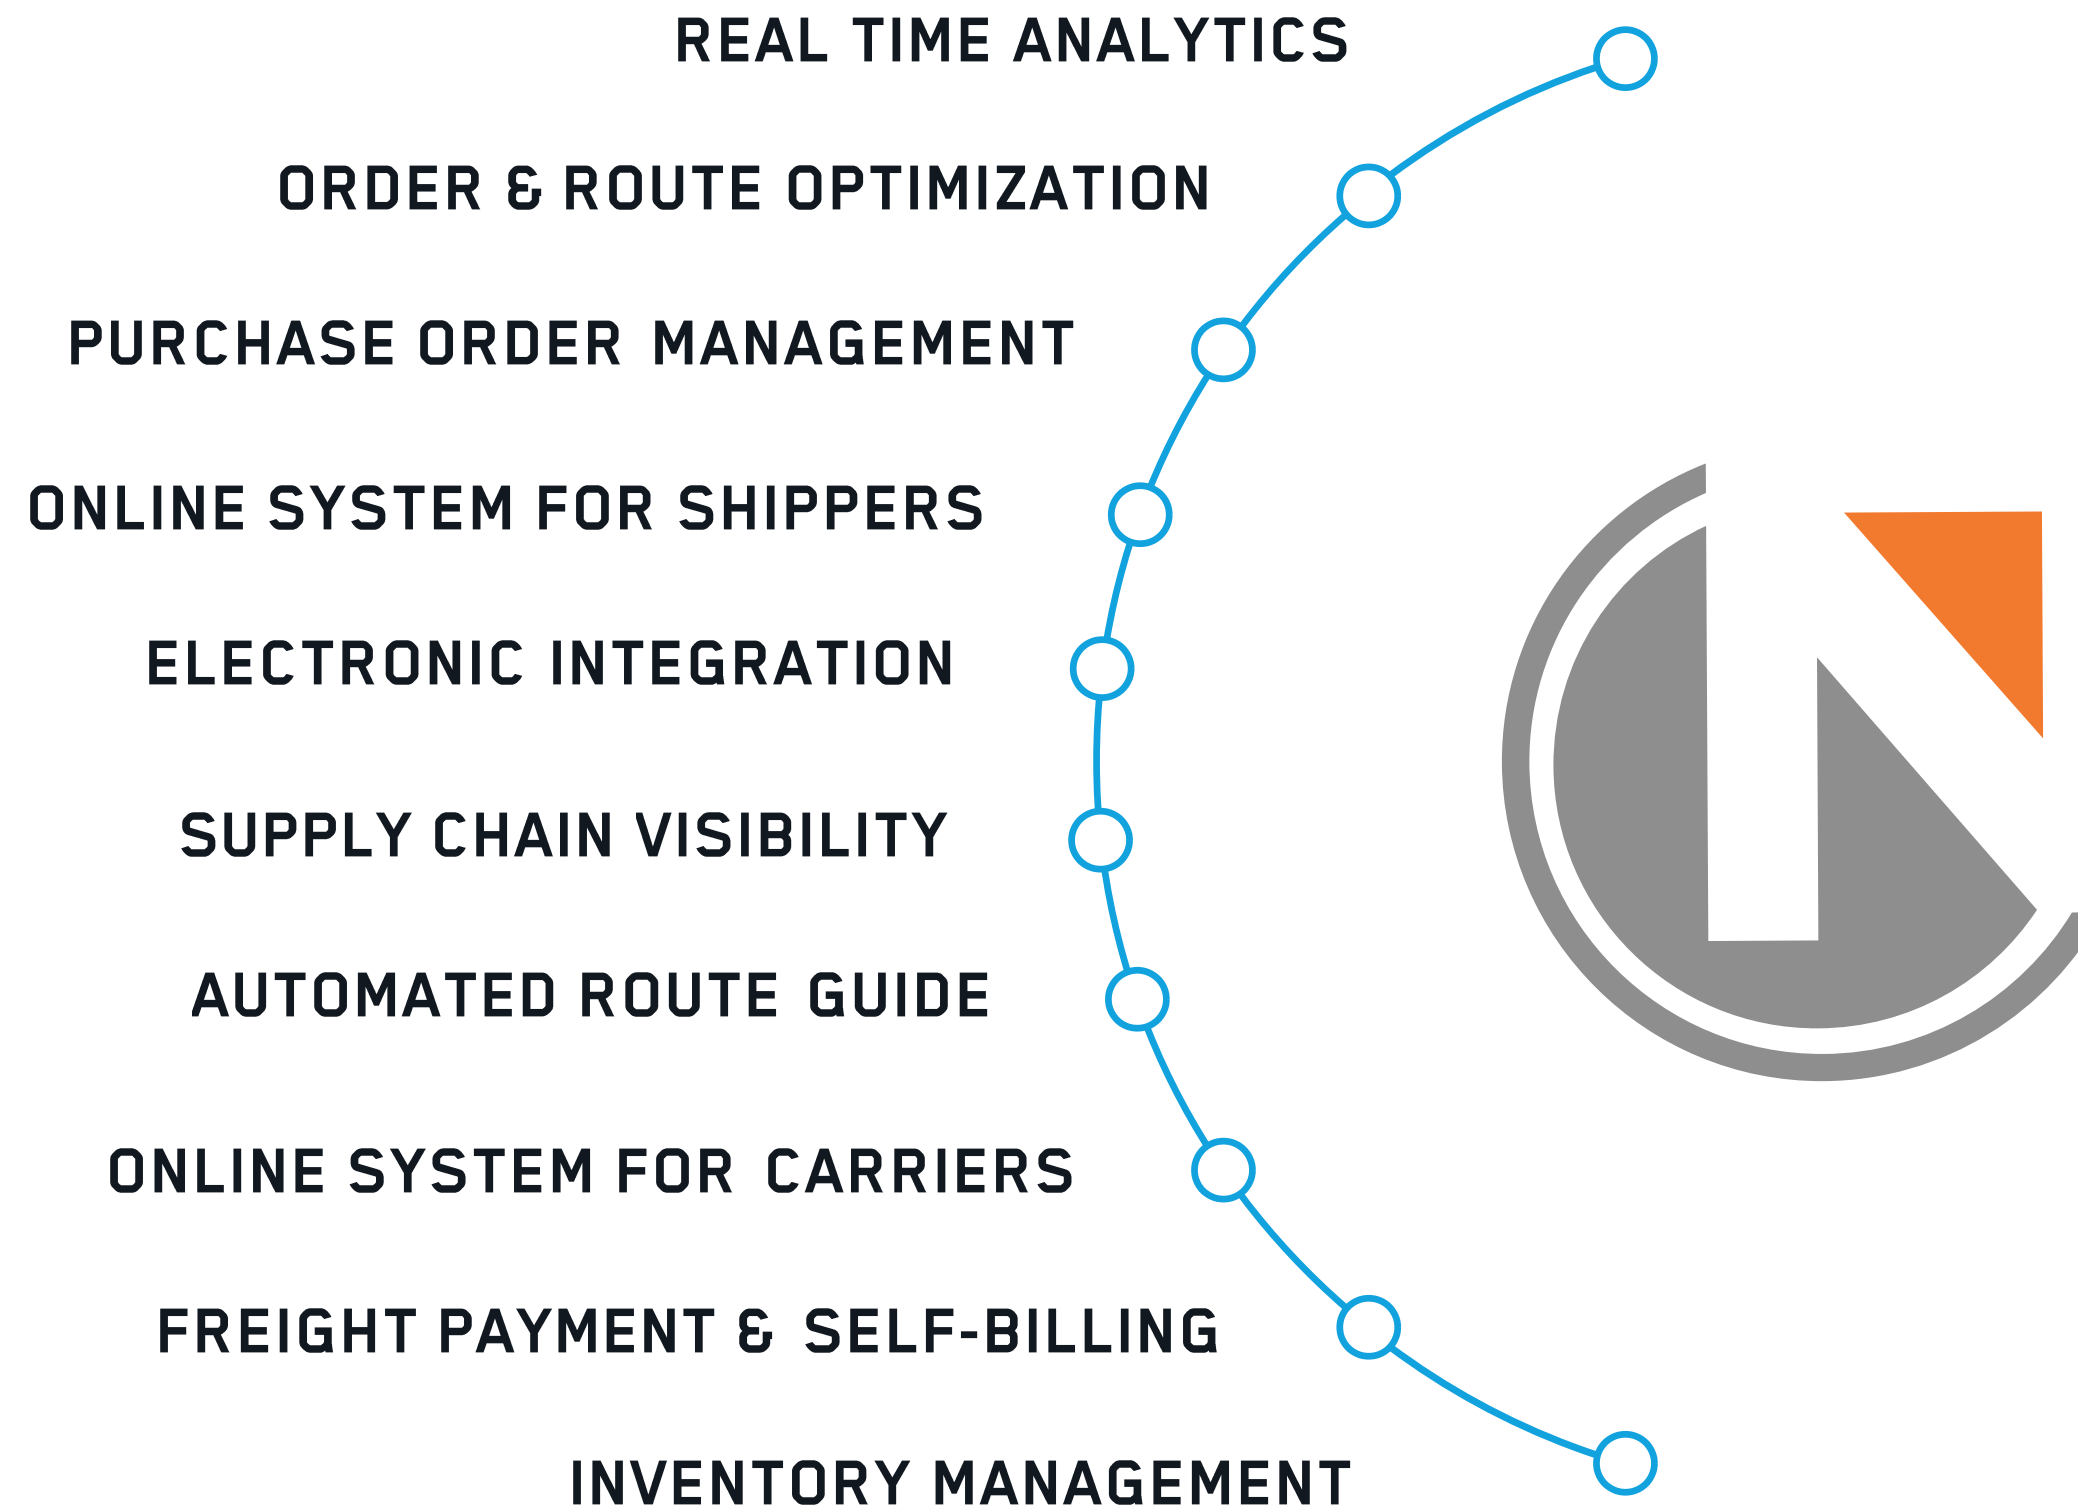 REAL TIME ANALYTICS
ORDER & ROUTE OPTIMIZATION
PURCHASE ORDER MANAGEMENT
ONLINE SYSTEM FOR SHIPPERS
ELECTRONIC INTEGRATION
SUPPLY CHAIN VISIBILITY
AUTOMATED ROUTE GUIDE
ONLINE SYSTEM FOR CARRIERS
FREIGHT PAYMENT & SELF-BILLING
INVENTORY MANAGEMENT